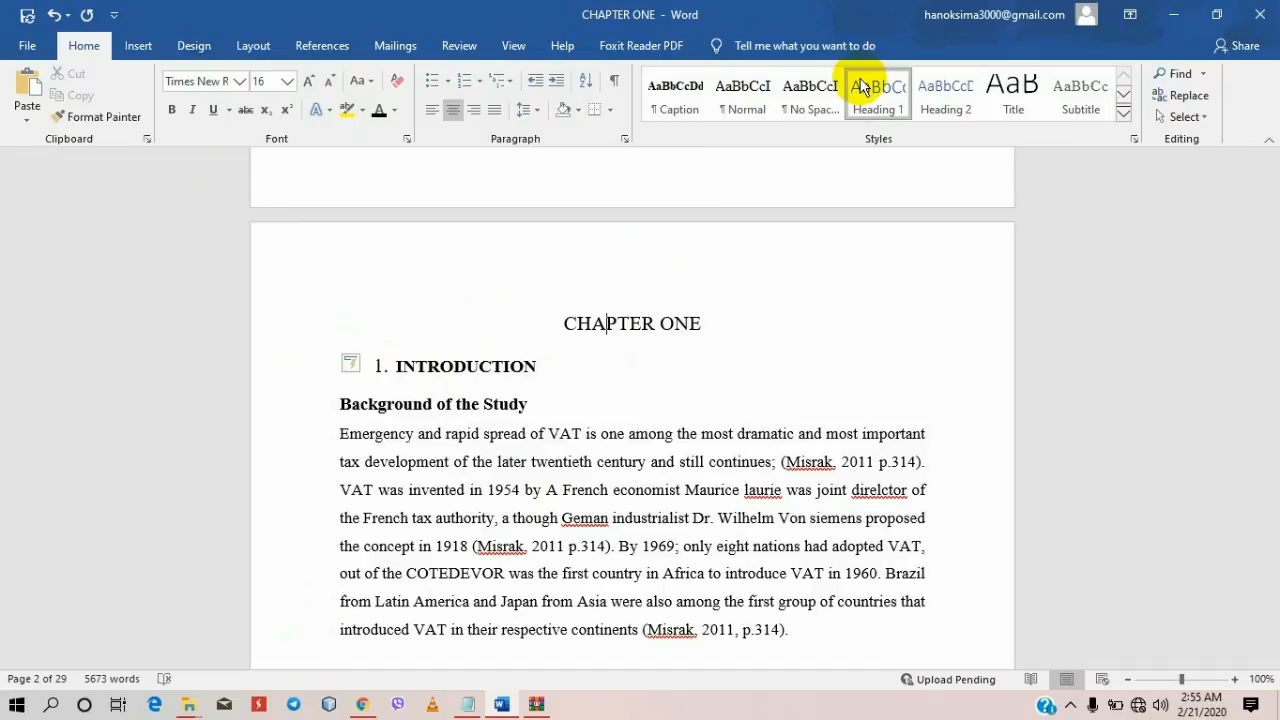 CHAPTER ONE - Word
hanoksima3000@gmail.com
File Home Insert Design Layout References Mailings Review View Help Foxit Reader PDF Tell me what you want to do Share
Paste
Cut
Copy
Format Painter
Clipboard
Times New R 16
Font
Paragraph
AaBbCcDd AaBbCcI AaBbCcI AaBbCc AaBbCcD AaB AaBbCc
¶ Caption ¶ Normal ¶ No Spac... Heading 1 Heading 2 Title Subtitle
Styles
Find
Replace
Select
Editing
CHAPTER ONE
1. INTRODUCTION
Background of the Study
Emergency and rapid spread of VAT is one among the most dramatic and most important
tax development of the later twentieth century and still continues; (Misrak, 2011 p.314).
VAT was invented in 1954 by A French economist Maurice laurie was joint direlctor of
the French tax authority, a though Geman industrialist Dr. Wilhelm Von siemens proposed
the concept in 1918 (Misrak, 2011 p.314). By 1969; only eight nations had adopted VAT,
out of the COTEDEVOR was the first country in Africa to introduce VAT in 1960. Brazil
from Latin America and Japan from Asia were also among the first group of countries that
introduced VAT in their respective continents (Misrak, 2011, p.314).
Page 2 of 29 5673 words Upload Pending 100%
2:55 AM
2/21/2020